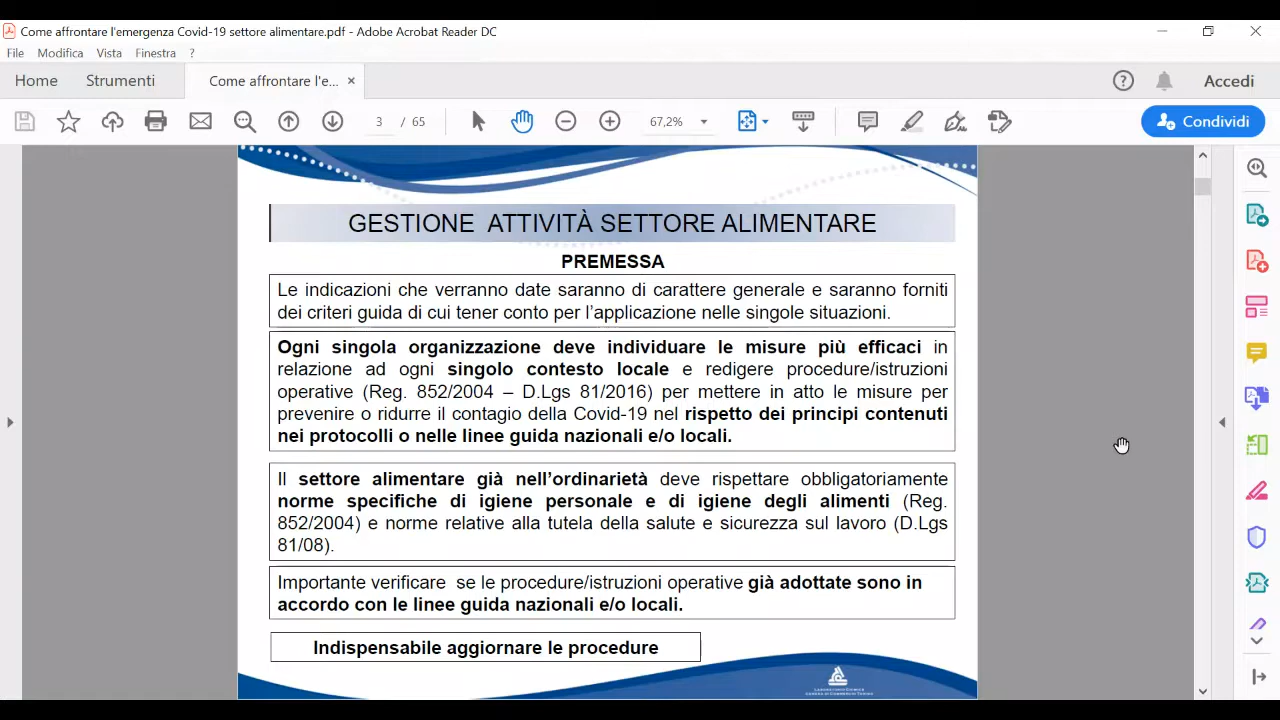 Come affrontare l'emergenza Covid-19 settore alimentare.pdf - Adobe Acrobat Reader DC
File Modifica Vista Finestra ?
Home Strumenti Come affrontare l'e... × Accedi
3 / 65 67,2% Condividi
GESTIONE ATTIVITÀ SETTORE ALIMENTARE
PREMESSA
Le indicazioni che verranno date saranno di carattere generale e saranno forniti
dei criteri guida di cui tener conto per l'applicazione nelle singole situazioni.
Ogni singola organizzazione deve individuare le misure più efficaci in
relazione ad ogni singolo contesto locale e redigere procedure/istruzioni
operative (Reg. 852/2004 – D.Lgs 81/2016) per mettere in atto le misure per
prevenire o ridurre il contagio della Covid-19 nel rispetto dei principi contenuti
nei protocolli o nelle linee guida nazionali e/o locali.
Il settore alimentare già nell'ordinarietà deve rispettare obbligatoriamente
norme specifiche di igiene personale e di igiene degli alimenti (Reg.
852/2004) e norme relative alla tutela della salute e sicurezza sul lavoro (D.Lgs
81/08).
Importante verificare se le procedure/istruzioni operative già adottate sono in
accordo con le linee guida nazionali e/o locali.
Indispensabile aggiornare le procedure
LABORATORIO CHIMICO
CAMERA DI COMMERCIO TORINO